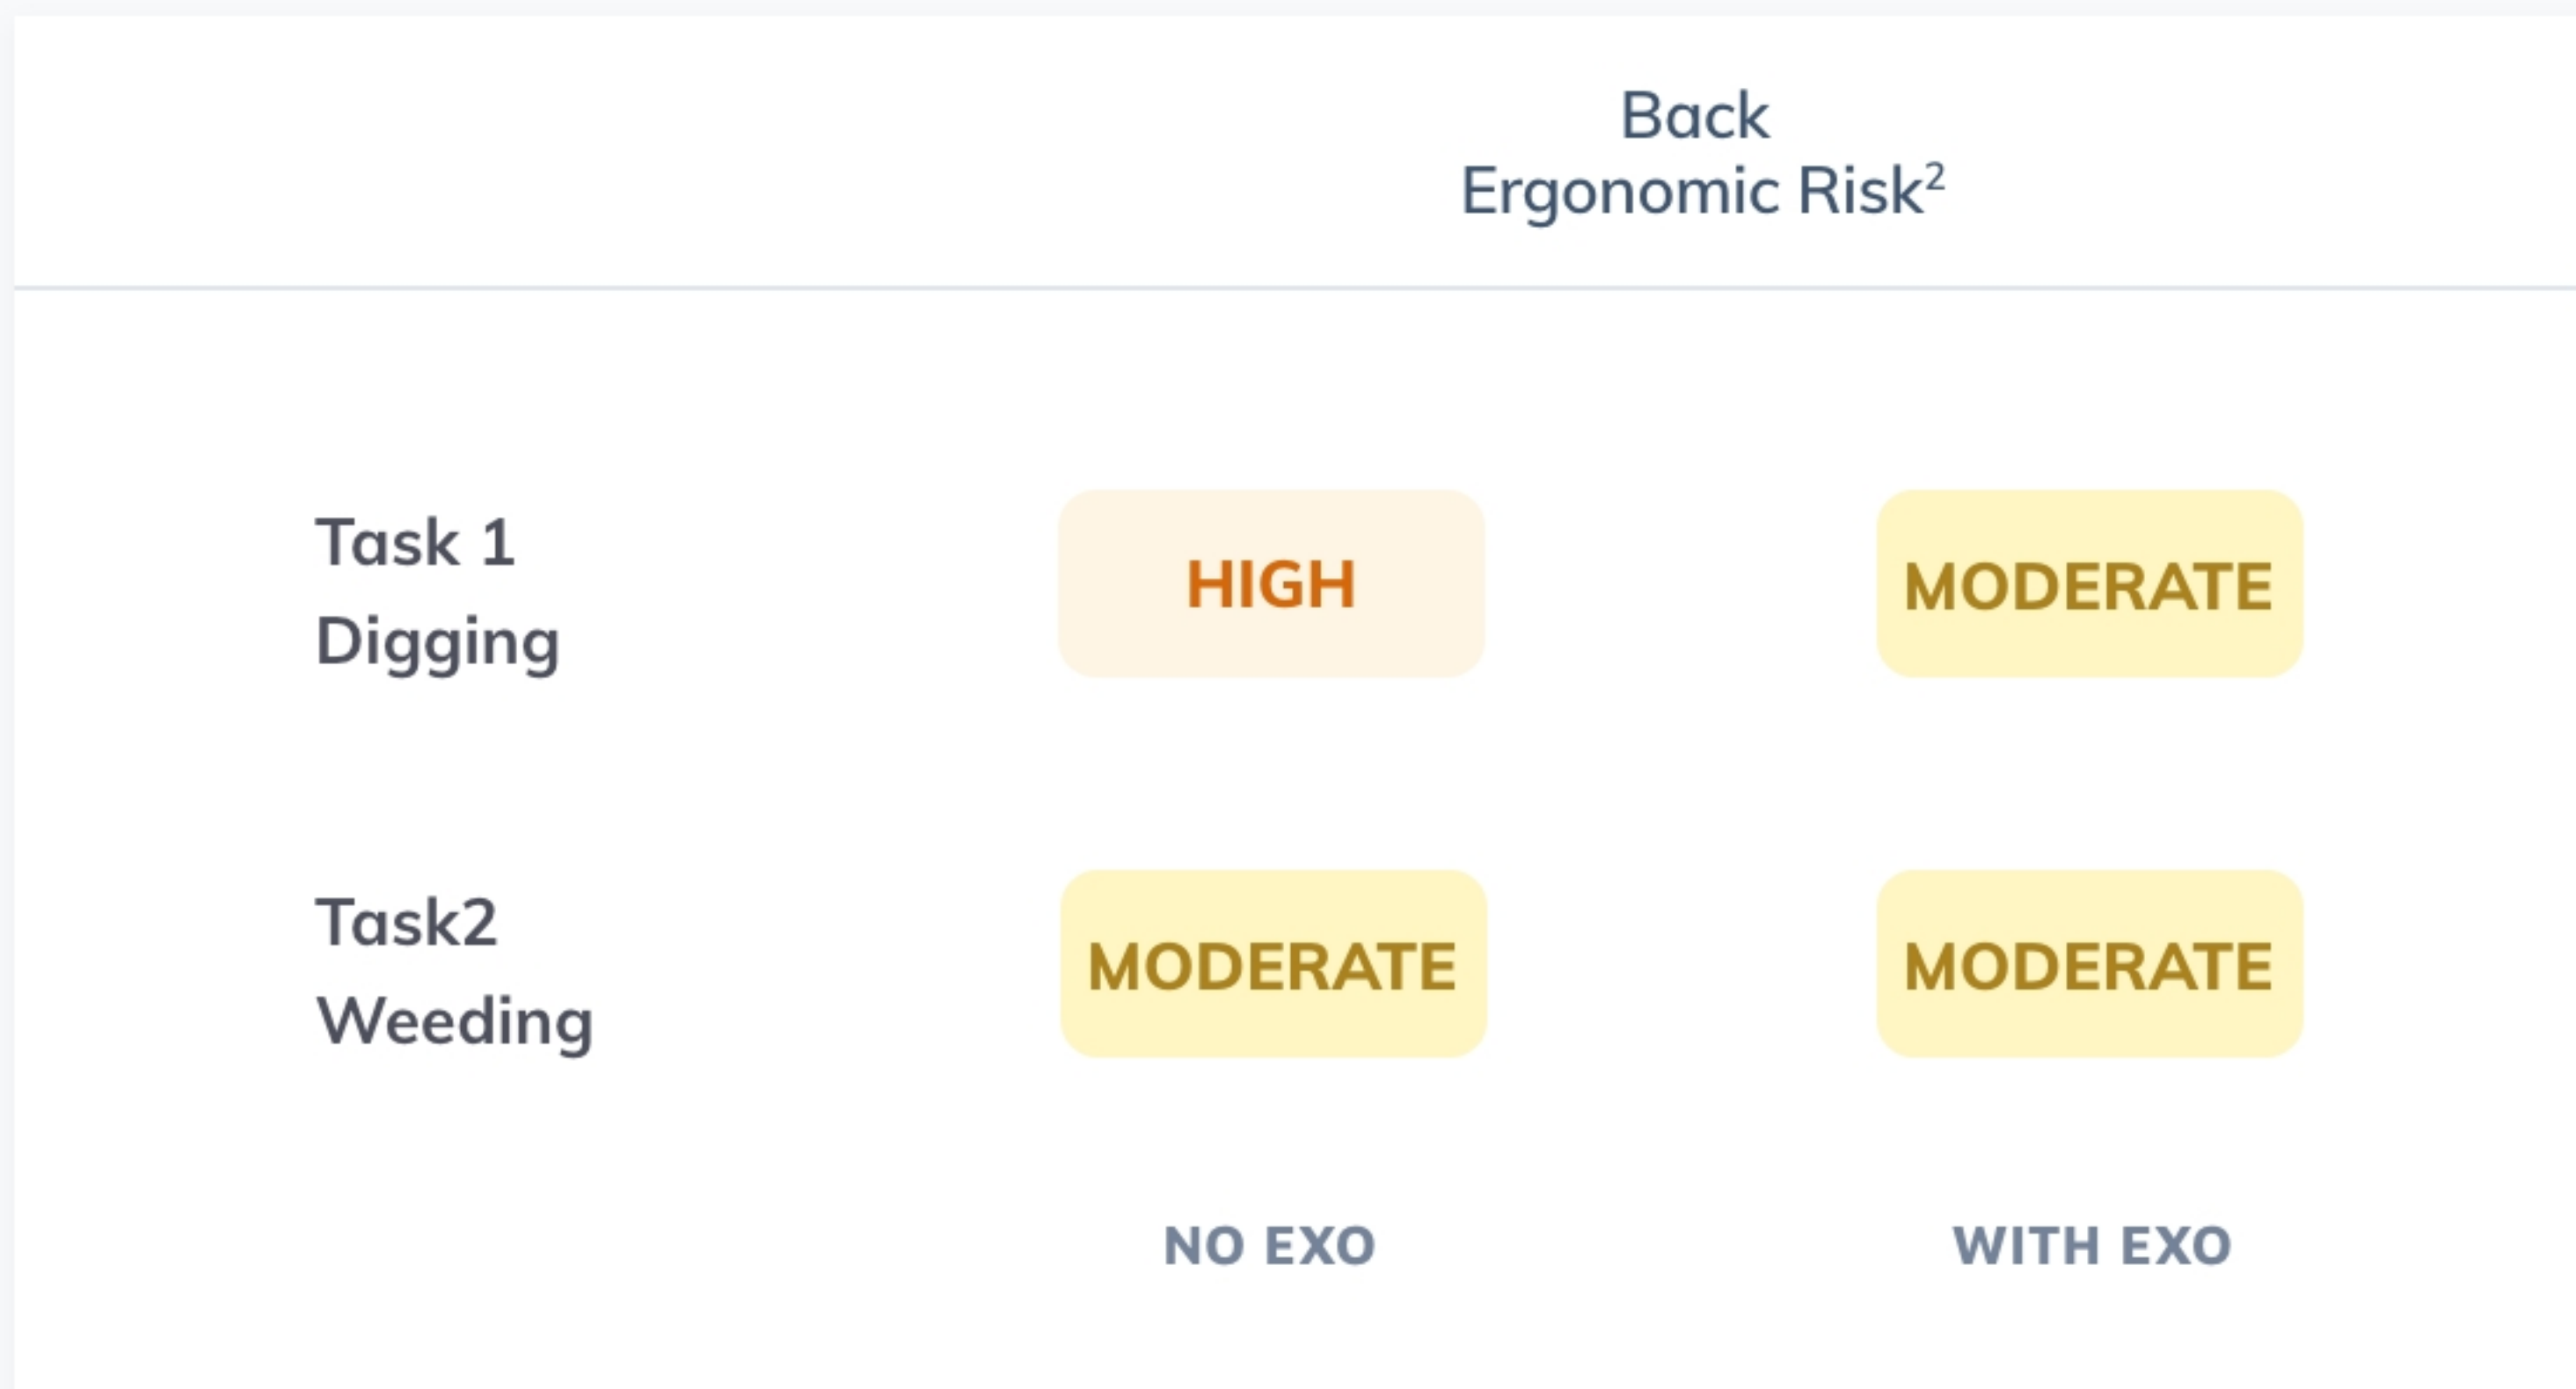 Back
Ergonomic Risk²
Task 1
Digging
HIGH
MODERATE
Task2
Weeding
MODERATE
MODERATE
NO EXO
WITH EXO